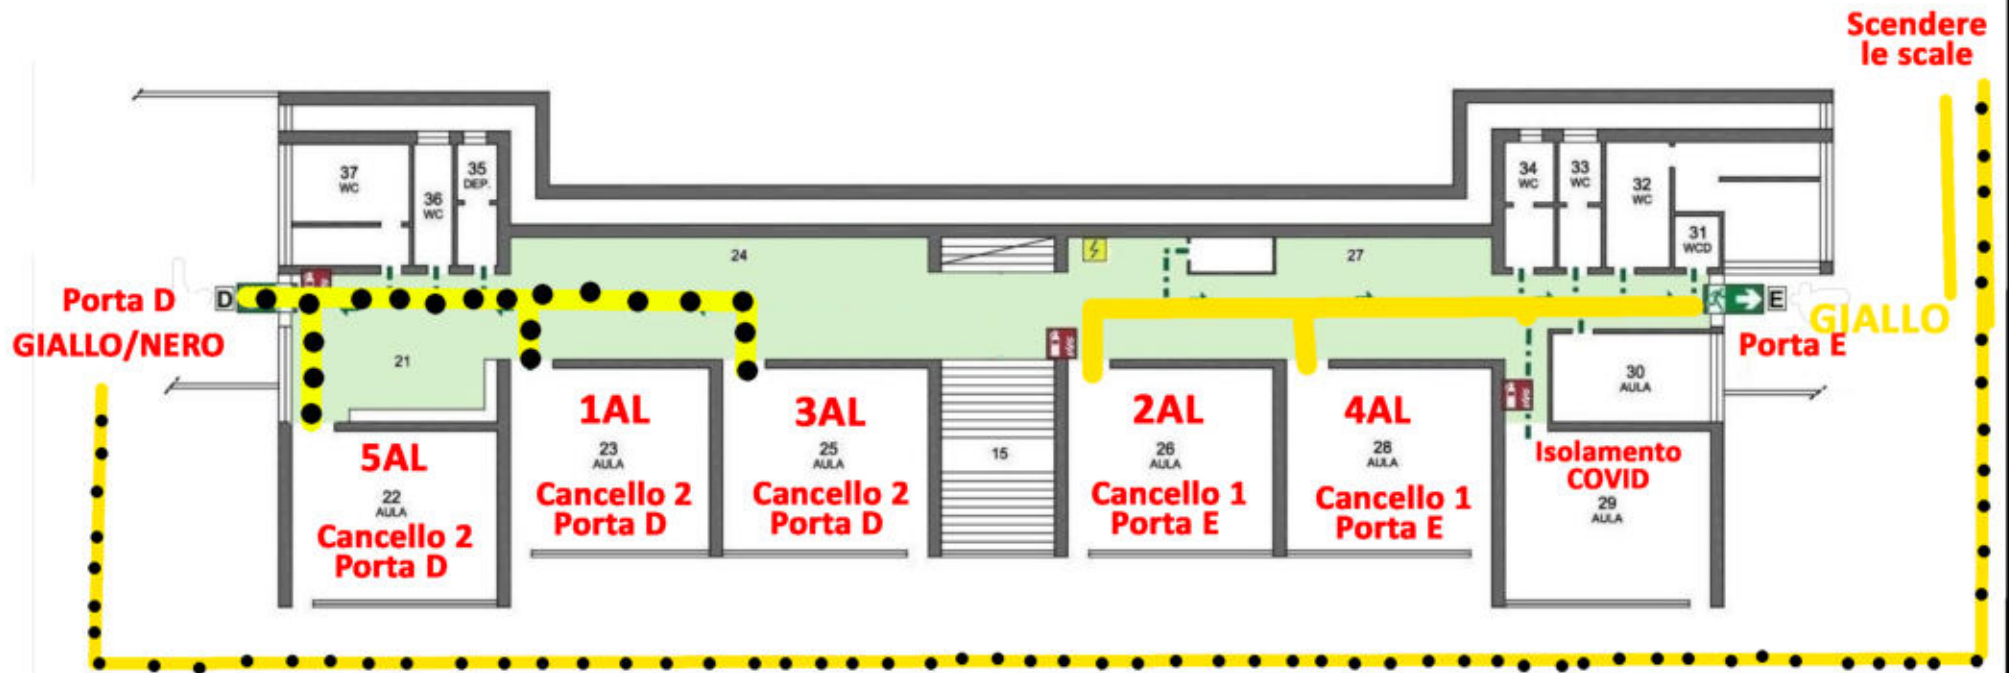 Scendere
le scale
37
WC
36
WC
35
DEP.
34
WC
33
WC
32
WC
31
WCD
24
27
Porta D
GIALLO/NERO
D
E
GIALLO
Porta E
21
30
AULA
5AL
22
AULA
Cancello 2
Porta D
1AL
23
AULA
Cancello 2
Porta D
3AL
25
AULA
Cancello 2
Porta D
15
2AL
26
AULA
Cancello 1
Porta E
4AL
28
AULA
Cancello 1
Porta E
Isolamento
COVID
29
AULA